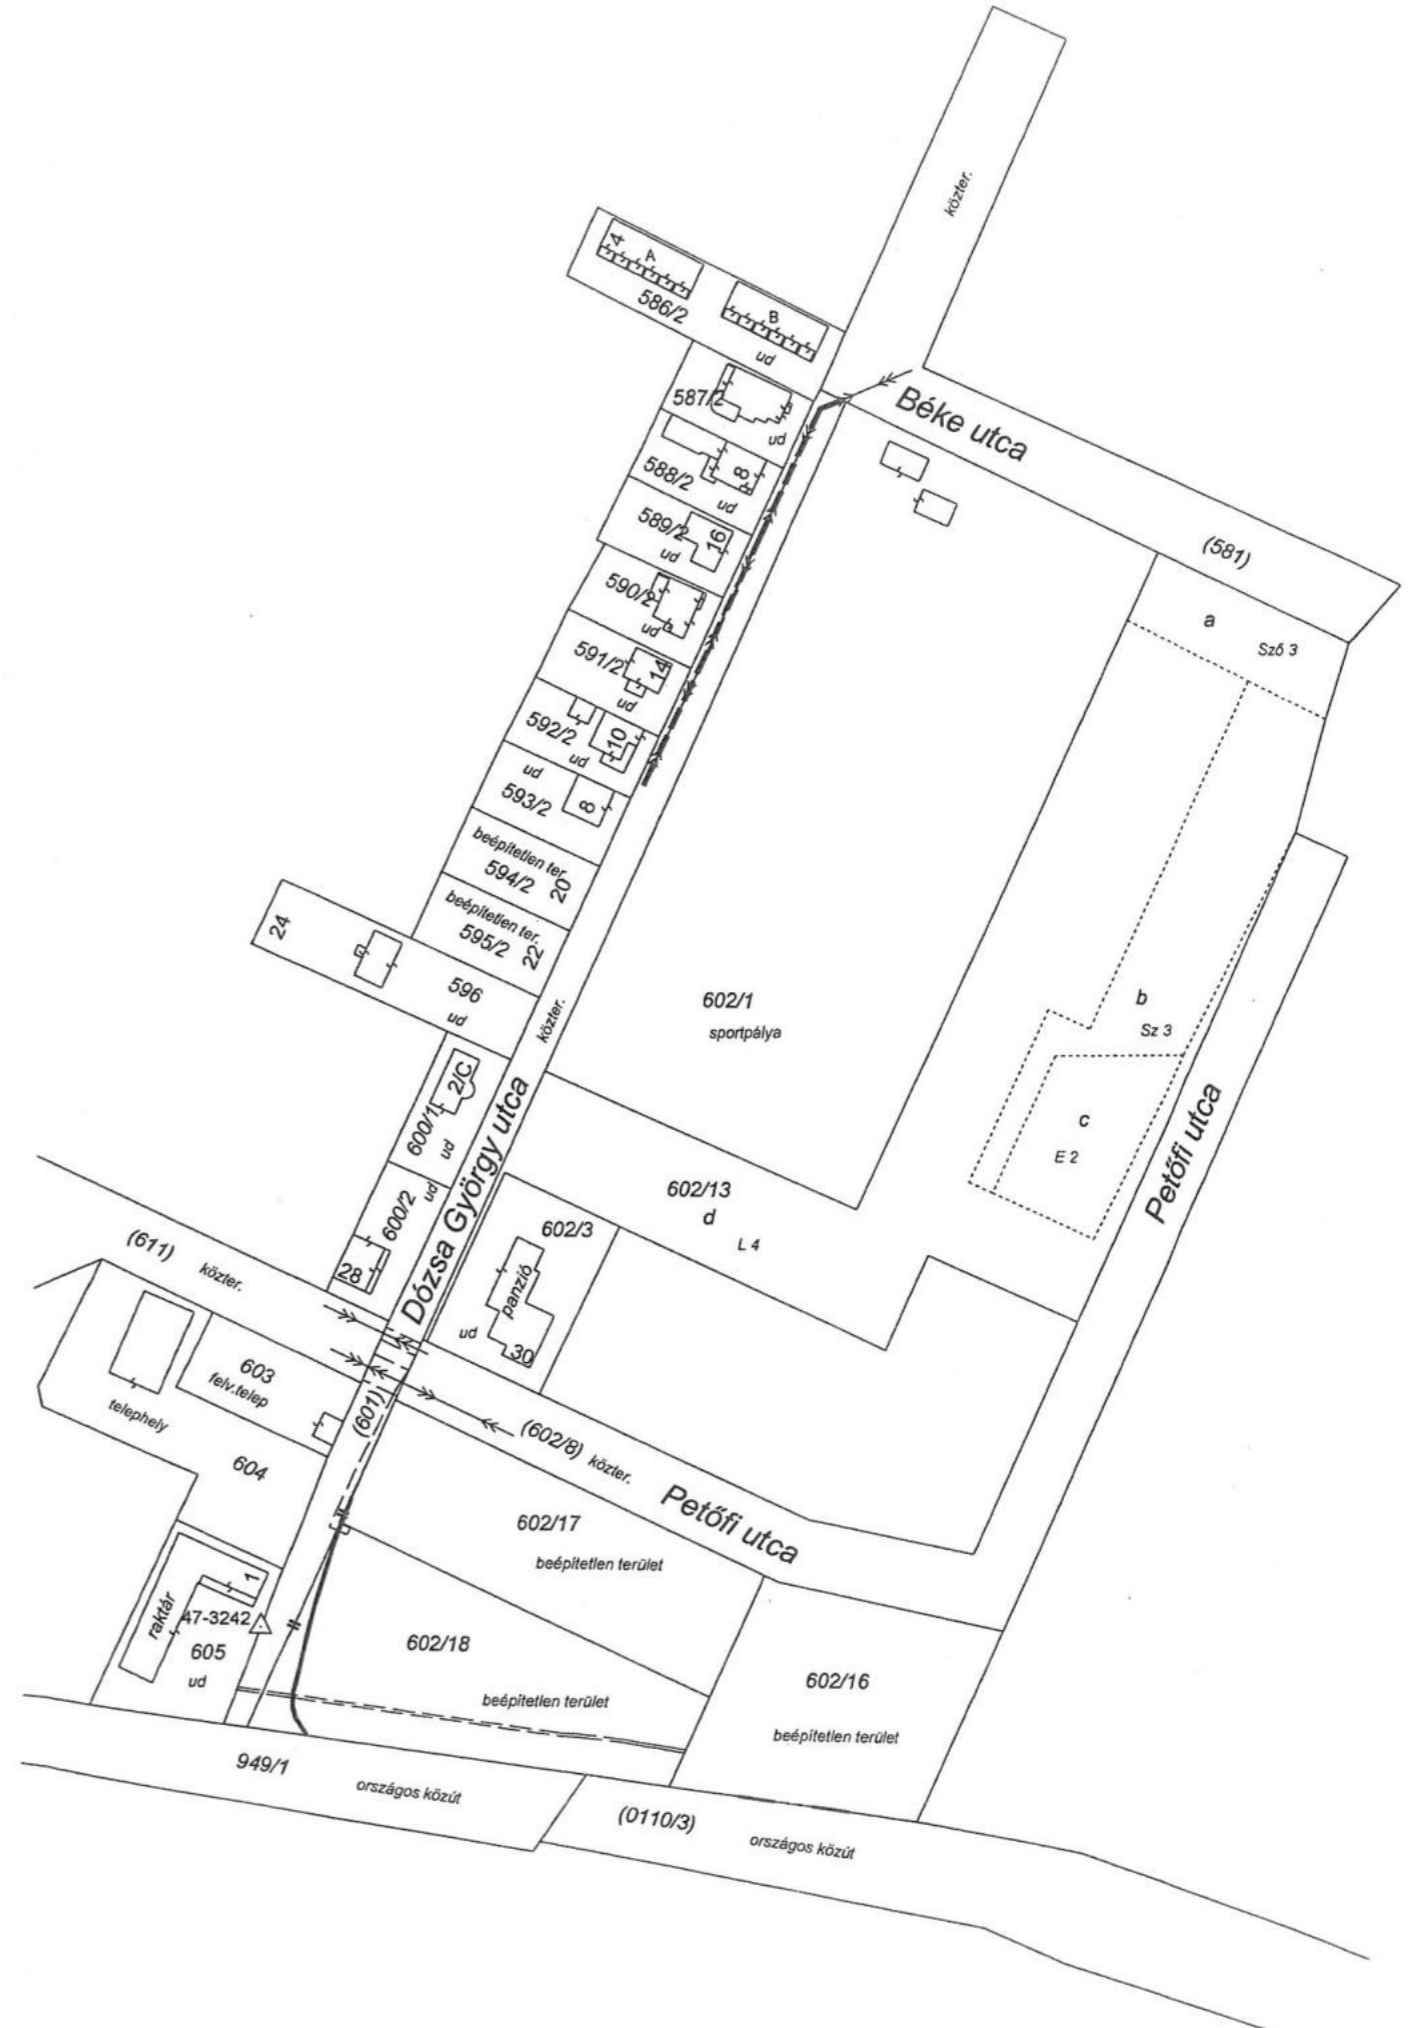 közter.
4
A
586/2
B
ud
587/2
ud
Béke utca
588/2
8
ud
589/2
16
ud
(581)
590/2
ud
a
Sző 3
591/2
14
ud
592/2
10
ud
ud
593/2
8
beépítetlen ter.
594/2
20
beépítetlen ter.
595/2
22
24
596
ud
közter.
602/1
sportpálya
b
Sz 3
2/C
600/1
ud
Dózsa György utca
c
E 2
Petőfi utca
600/2
ud
28
602/13
d
L 4
602/3
panzió
ud
30
(611)
közter.
603
felv.telep
telephely
(601)
604
(602/8) közter.
Petőfi utca
602/17
beépítetlen terület
raktár
1
47-3242
605
ud
602/18
beépítetlen terület
602/16
beépítetlen terület
949/1
országos közút
(0110/3)
országos közút